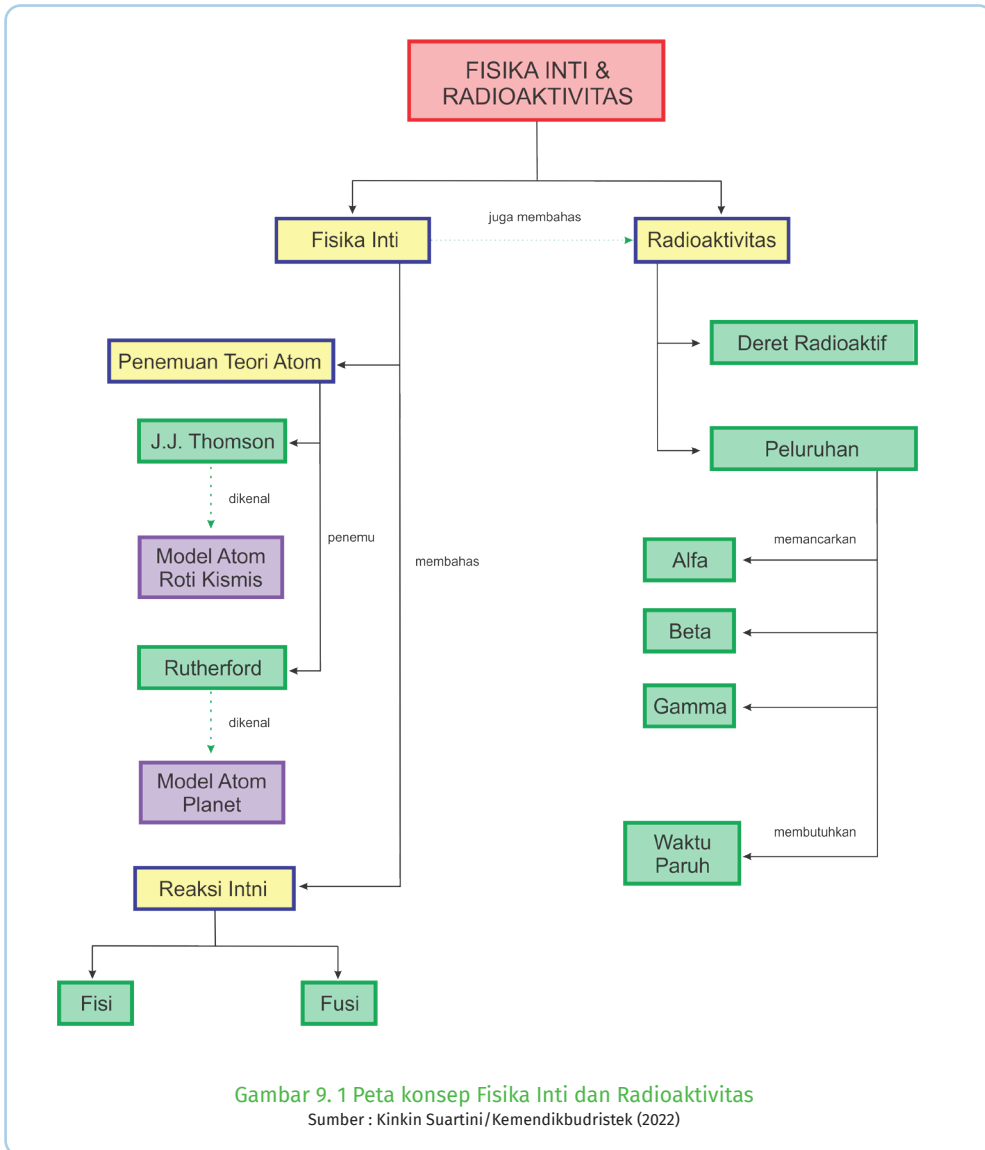 FISIKA INTI &
RADIOAKTIVITAS
juga membahas
Fisika Inti
Radioaktivitas
Penemuan Teori Atom
J.J. Thomson
dikenal
Model Atom
Roti Kismis
penemu
membahas
Rutherford
dikenal
Model Atom
Planet
Reaksi Intni
Fisi
Fusi
Deret Radioaktif
Peluruhan
memancarkan
Alfa
Beta
Gamma
membutuhkan
Waktu
Paruh
Gambar 9. 1 Peta konsep Fisika Inti dan Radioaktivitas
Sumber : Kinkin Suartini/Kemendikbudristek (2022)